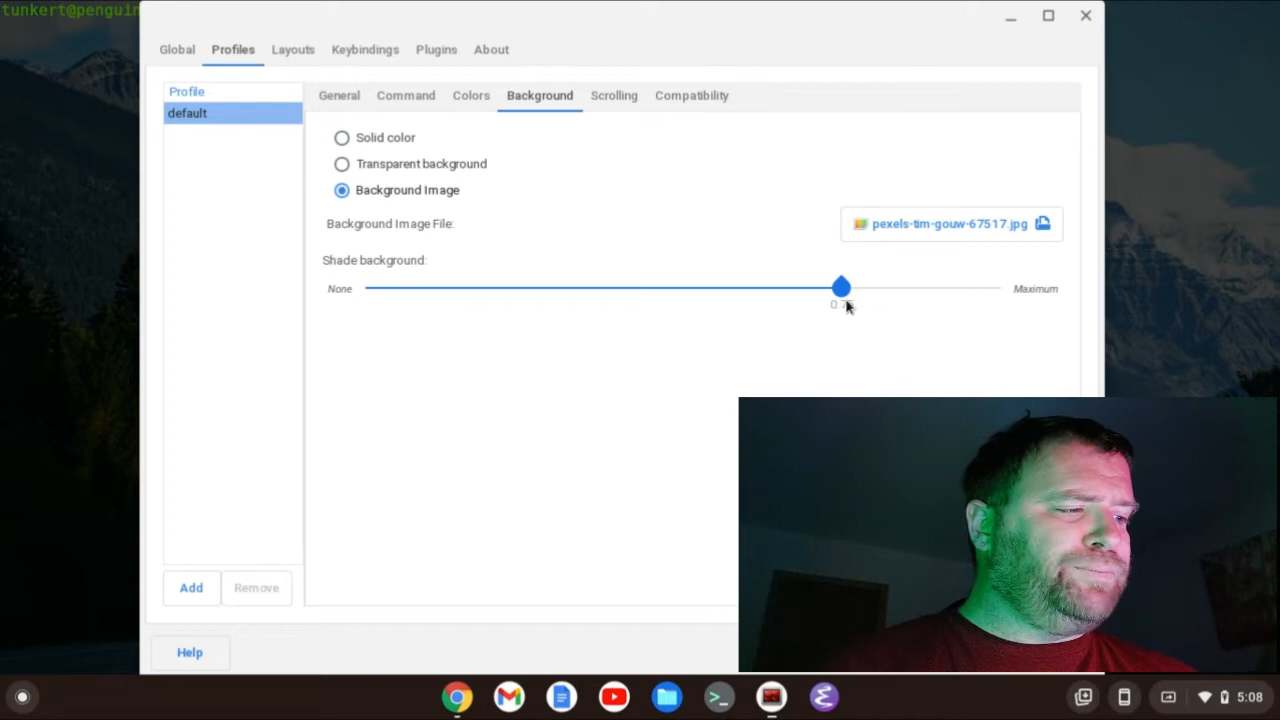 tunkert@penguin
Global Profiles Layouts Keybindings Plugins About
Profile
default
General Command Colors Background Scrolling Compatibility
Solid color
Transparent background
Background Image
Background Image File:
pexels-tim-gouw-67517.jpg
Shade background:
None
Maximum
Add
Remove
Help
5:08